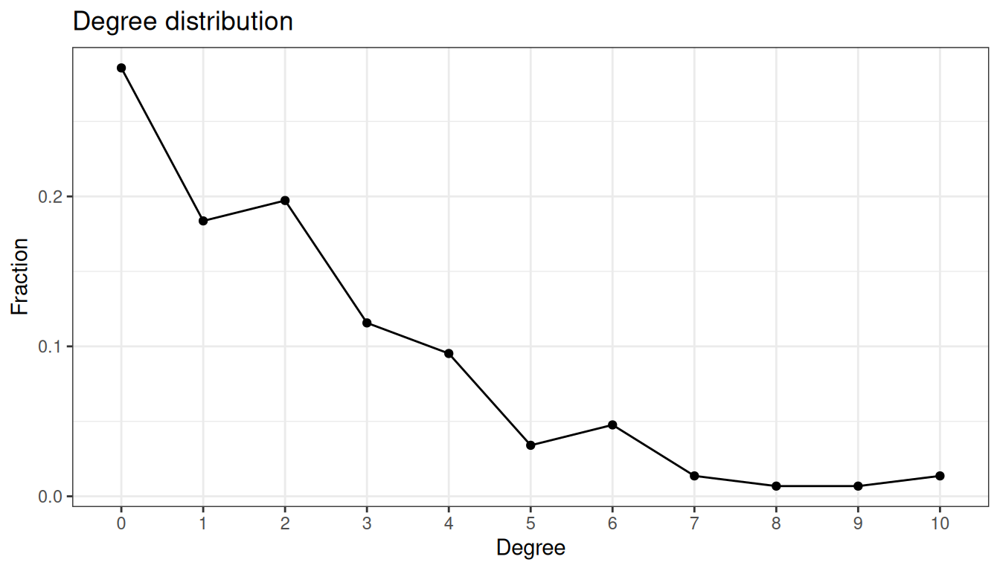 Degree distribution
Fraction
0.2
0.1
0.0
0 1 2 3 4 5 6 7 8 9 10
Degree